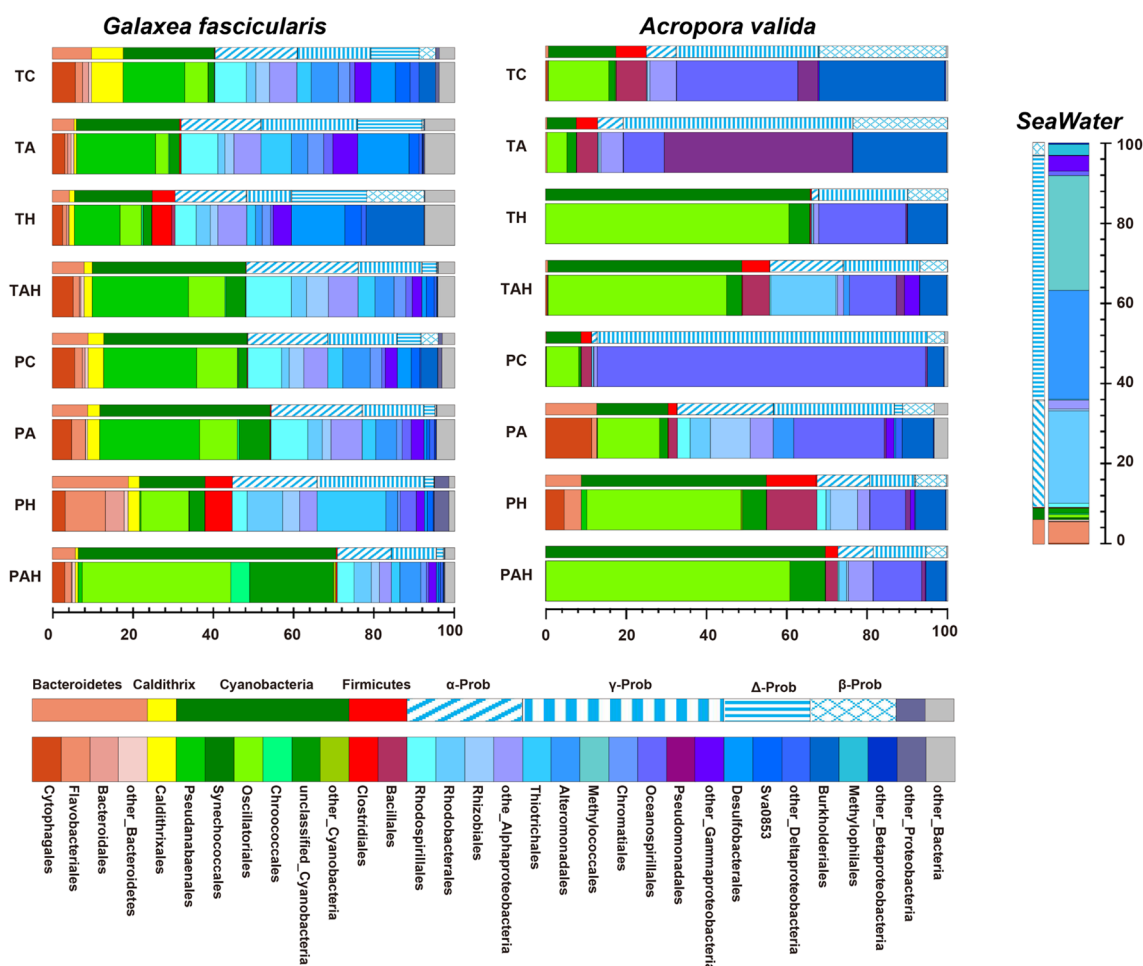 Galaxea fascicularis
Acropora valida
TC
TA
TH
TAH
PC
PA
PH
PAH
0 20 40 60 80 100
TC
TA
TH
TAH
PC
PA
PH
PAH
0 20 40 60 80 100
SeaWater
100
80
60
40
20
0
Bacteroidetes Caldithrix Cyanobacteria Firmicutes α-Prob γ-Prob Δ-Prob β-Prob
Cytophagales
Flavobacteriales
Bacteroidales
other_Bacteroidetes
Caldithrixales
Pseudanabaenales
Synechococcales
Oscillatoriales
Chroococcales
unclassified_Cyanobacteria
other_Cyanobacteria
Clostridiales
Bacillales
Rhodospirillales
Rhodobacterales
Rhizobiales
othe_Alphaproteobacteria
Thiotrichales
Alteromonadales
Methylococcales
Chromatiales
Oceanospirillales
Pseudomonadales
other_Gammaproteobacteria
Desulfobacterales
Sva0853
other_Deltaproteobacteria
Burkholderiales
Methylophilales
other_Betaproteobacteria
other_Proteobacteria
other_Bacteria